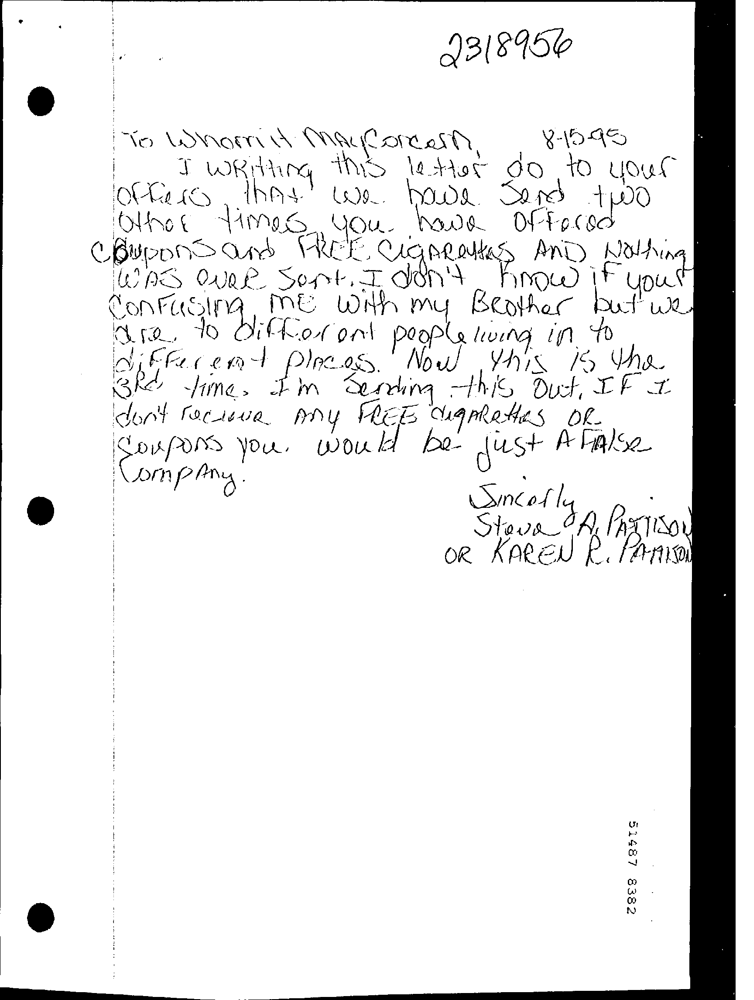 2318956
To Whom it May Concern, 8-15-95
I Writting this letter do to your
offers that we have Send two
other times you have offered
coupons and FREE Cigarettes AND Nothing
WAS ever sent. I don't know if your
confusing ME with my Brother but we
are to different people living in to
different places. Now this is the
3Rd time, I'm Sending this Out. IF I
don't recieve ANY FREE cigarettes OR
coupons you would be just A False
Company.
Sincerly
Steve A. PATTISON
OR KAREN R. PATTISON
51487 8382